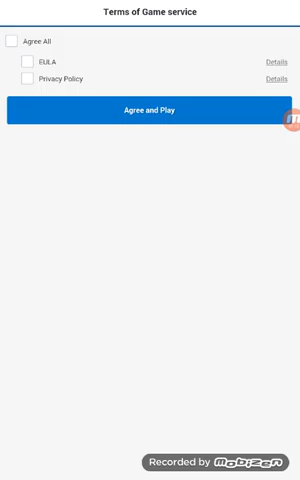 Terms of Game service
Agree All
EULA Details
Privacy Policy Details
Agree and Play
Recorded by mobizen